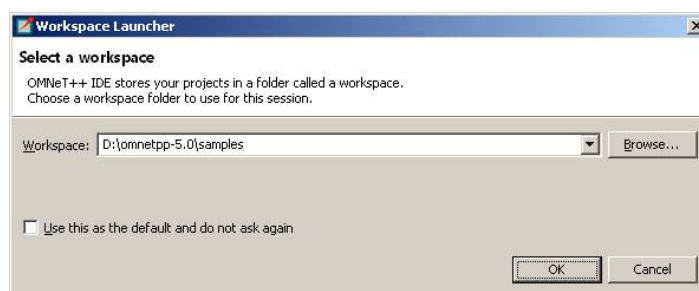 Workspace Launcher
Select a workspace
OMNeT++ IDE stores your projects in a folder called a workspace.
Choose a workspace folder to use for this session.
Workspace: D:\omnetpp-5.0\samples Browse...
Use this as the default and do not ask again
OK Cancel